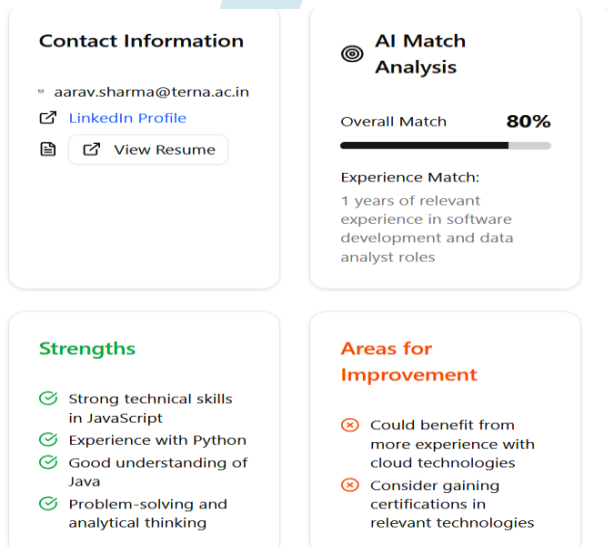 Contact Information
aarav.sharma@terna.ac.in
LinkedIn Profile
View Resume
AI Match
Analysis
Overall Match 80%
Experience Match:
1 years of relevant
experience in software
development and data
analyst roles
Strengths
Strong technical skills
in JavaScript
Experience with Python
Good understanding of
Java
Problem-solving and
analytical thinking
Areas for
Improvement
Could benefit from
more experience with
cloud technologies
Consider gaining
certifications in
relevant technologies